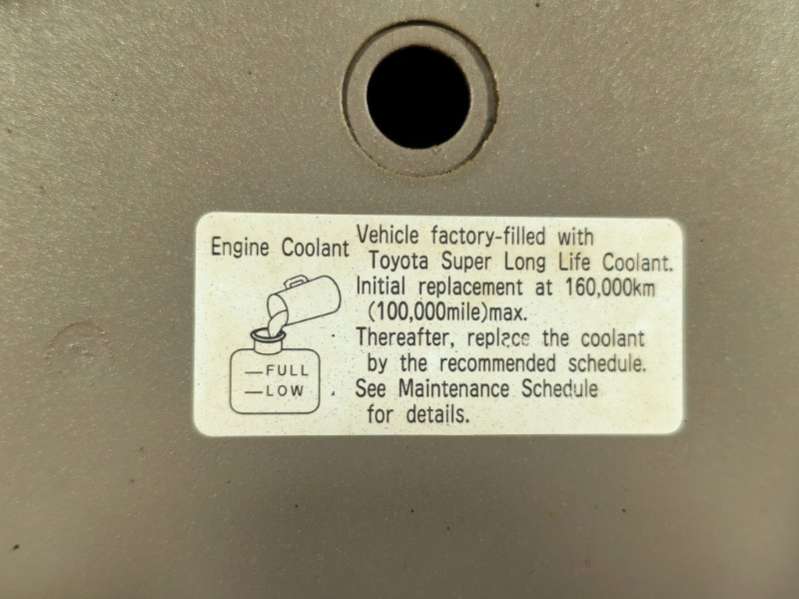 Engine Coolant
FULL
LOW
Vehicle factory-filled with
Toyota Super Long Life Coolant.
Initial replacement at 160,000km
(100,000mile)max.
Thereafter, replace the coolant
by the recommended schedule.
See Maintenance Schedule
for details.